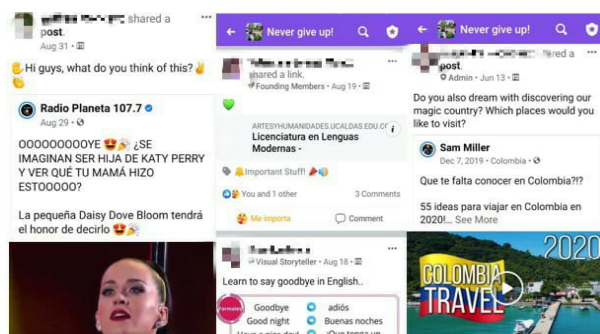 shared a
post.
Aug 31 •
Hi guys, what do you think of this?
Radio Planeta 107.7
Aug 29 •
OOOOOOOOOYE ¿SE
IMAGINAN SER HIJA DE KATY PERRY
Y VER QUÉ TU MAMÁ HIZO
ESTOOOOO?
La pequeña Daisy Dove Bloom tendrá
el honor de decirlo
Never give up!
shared a link.
Founding Members • Aug 19 •
ARTESYHUMANIDADES.UCALDAS.EDU.C
Licenciatura en Lenguas
Modernas -
Important Stuff!
You and 1 other
3 Comments
Me importa
Comment
Visual Storyteller • Aug 18 •
Learn to say goodbye in English..
Formales
Goodbye adiós
Good night Buenas noches
Never give up!
red a
post.
Admin • Jun 13 •
Do you also dream with discovering our
magic country? Which places would you
like to visit?
Sam Miller
Dec 7, 2019 • Colombia •
Que te falta conocer en Colombia?!?
55 ideas para viajar en Colombia en
2020!... See More
2020
COLOMBIA
TRAVEL